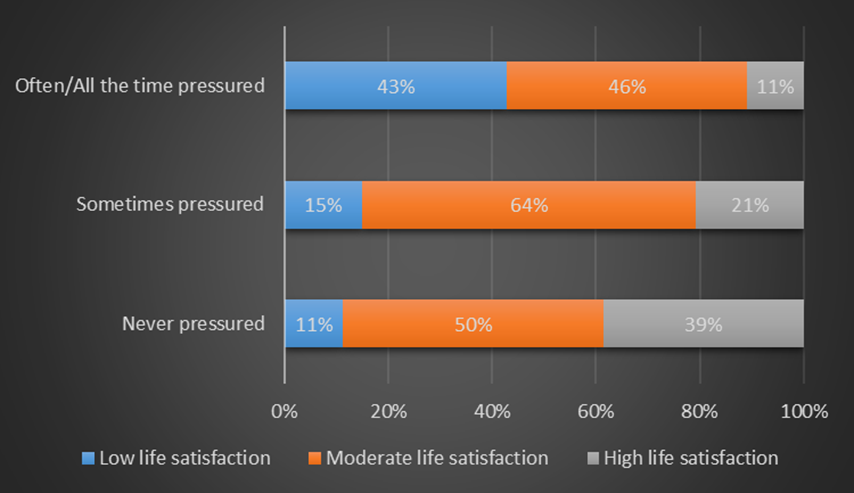 Often/All the time pressured
43% 46% 11%
Sometimes pressured
15% 64% 21%
Never pressured
11% 50% 39%
0% 20% 40% 60% 80% 100%
Low life satisfaction Moderate life satisfaction High life satisfaction